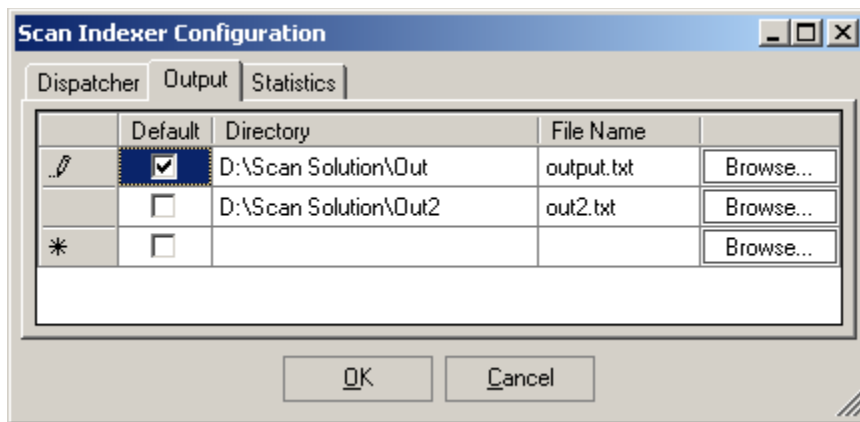 Scan Indexer Configuration
Dispatcher Output Statistics
Default Directory File Name
D:\Scan Solution\Out output.txt Browse...
D:\Scan Solution\Out2 out2.txt Browse...
Browse...
OK Cancel